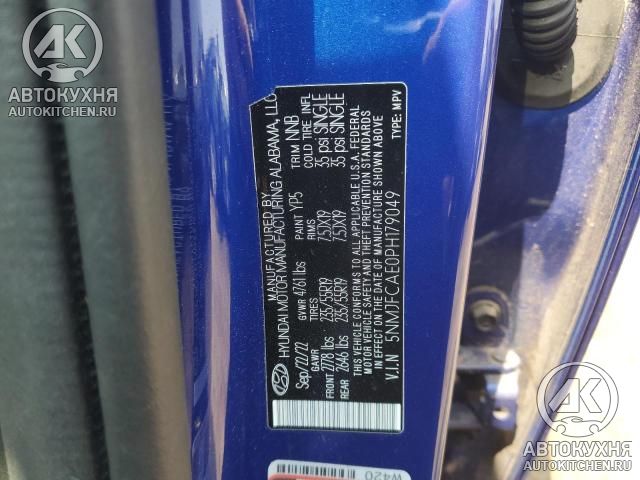 АВТОКУХНЯ
AUTOKITCHEN.RU
MANUFACTURED BY
HYUNDAI MOTOR MANUFACTURING ALABAMA, LLC
Sep/22/22 GVWR 4761 lbs PAINT YP5 TRIM NNB
GAWR TIRES RIMS COLD TIRE INFL
FRONT 2778 lbs 235/55R19 7.5JX19 35 PSI SINGLE
REAR 2646 lbs 235/55R19 7.5JX19 35 PSI SINGLE
THIS VEHICLE CONFORMS TO ALL APPLICABLE U.S.A. FEDERAL
MOTOR VEHICLE SAFETY AND THEFT PREVENTION STANDARDS
IN EFFECT ON THE DATE OF MANUFACTURE SHOWN ABOVE
V.I.N 5NMJFCAE0PH179049 TYPE: MPV
W420
АВТОКУХНЯ
AUTOKITCHEN.RU